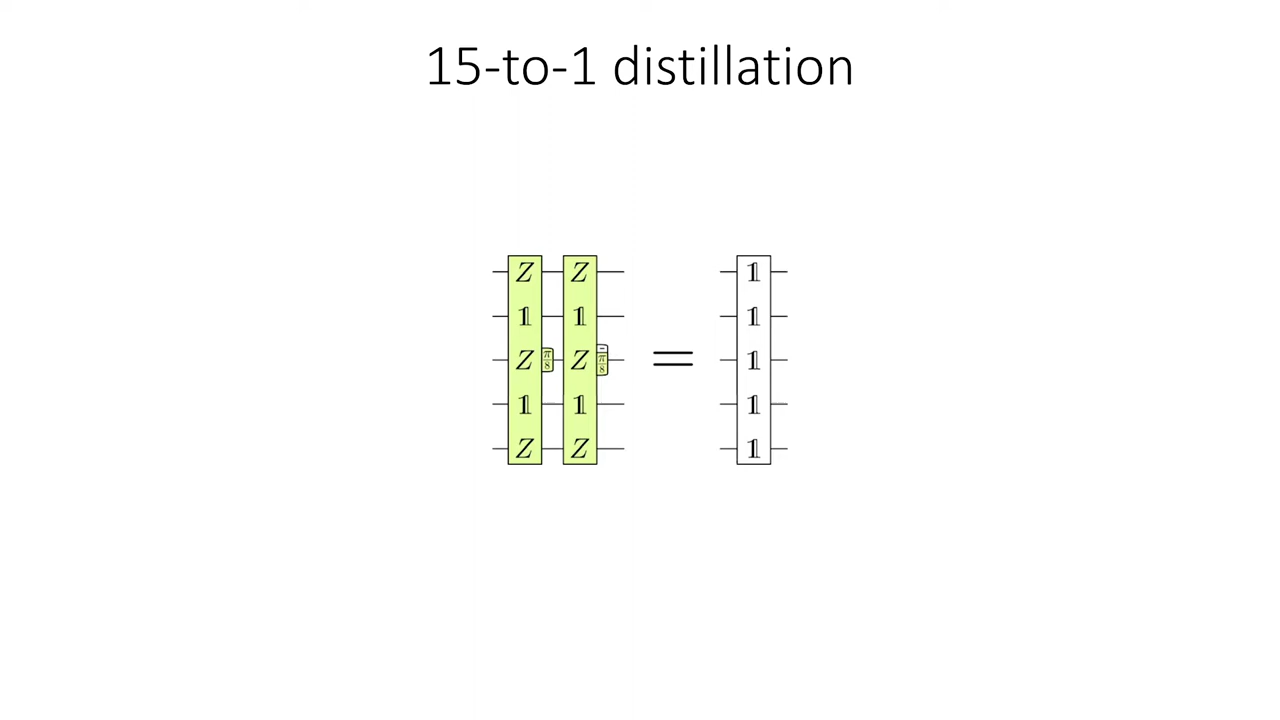 15-to-1 distillation
Z Z 𝟙
𝟙 𝟙 𝟙
Z π/8 Z -π/8 = 𝟙
𝟙 𝟙 𝟙
Z Z 𝟙